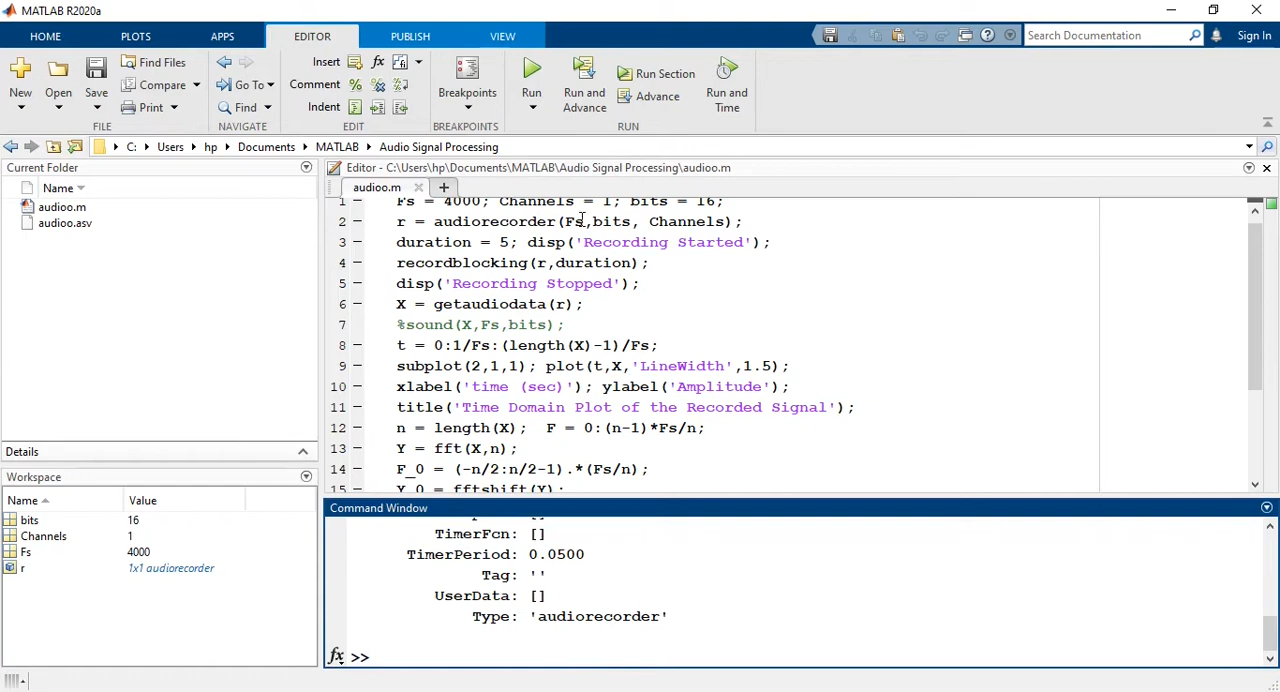 MATLAB R2020a
HOME PLOTS APPS EDITOR PUBLISH VIEW Search Documentation Sign In
New Open Save Find Files Compare Print
FILE
Go To Find
NAVIGATE
Insert fx
Comment % 
Indent
EDIT
Breakpoints
BREAKPOINTS
Run Run and Advance Run Section Advance Run and Time
RUN
C: Users hp Documents MATLAB Audio Signal Processing
Current Folder
Name
audioo.m
audioo.asv
Details
Workspace
Name Value
bits 16
Channels 1
Fs 4000
r 1x1 audiorecorder
Editor - C:\Users\hp\Documents\MATLAB\Audio Signal Processing\audioo.m
audioo.m +
1 Fs = 4000; Channels = 1; bits = 16;
2 r = audiorecorder(Fs,bits, Channels);
3 duration = 5; disp('Recording Started');
4 recordblocking(r,duration);
5 disp('Recording Stopped');
6 X = getaudiodata(r);
7 %sound(X,Fs,bits);
8 t = 0:1/Fs:(length(X)-1)/Fs;
9 subplot(2,1,1); plot(t,X,'LineWidth',1.5);
10 xlabel('time (sec)'); ylabel('Amplitude');
11 title('Time Domain Plot of the Recorded Signal');
12 n = length(X); F = 0:(n-1)*Fs/n;
13 Y = fft(X,n);
14 F_0 = (-n/2:n/2-1).*(Fs/n);
15 Y_0 = fftshift(Y);
Command Window
TimerFcn: []
TimerPeriod: 0.0500
Tag: ''
UserData: []
Type: 'audiorecorder'
fx >>